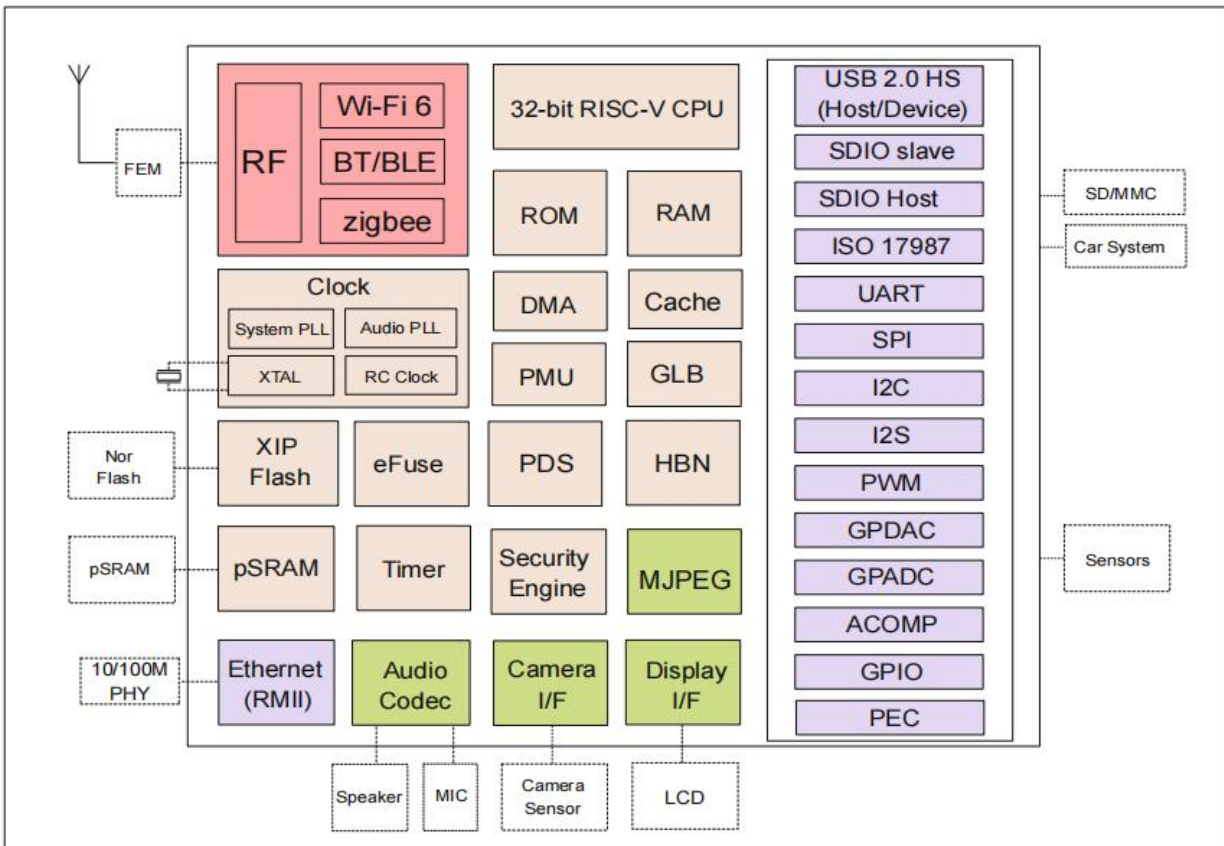 FEM
RF
Wi-Fi 6
BT/BLE
zigbee
Clock
System PLL
Audio PLL
XTAL
RC Clock
32-bit RISC-V CPU
ROM
RAM
DMA
Cache
PMU
GLB
Nor
Flash
XIP
Flash
eFuse
PDS
HBN
pSRAM
pSRAM
Timer
Security
Engine
MJPEG
10/100M
PHY
Ethernet
(RMII)
Audio
Codec
Camera
I/F
Display
I/F
Speaker
MIC
Camera
Sensor
LCD
USB 2.0 HS
(Host/Device)
SDIO slave
SDIO Host
ISO 17987
UART
SPI
I2C
I2S
PWM
GPDAC
GPADC
ACOMP
GPIO
PEC
SD/MMC
Car System
Sensors